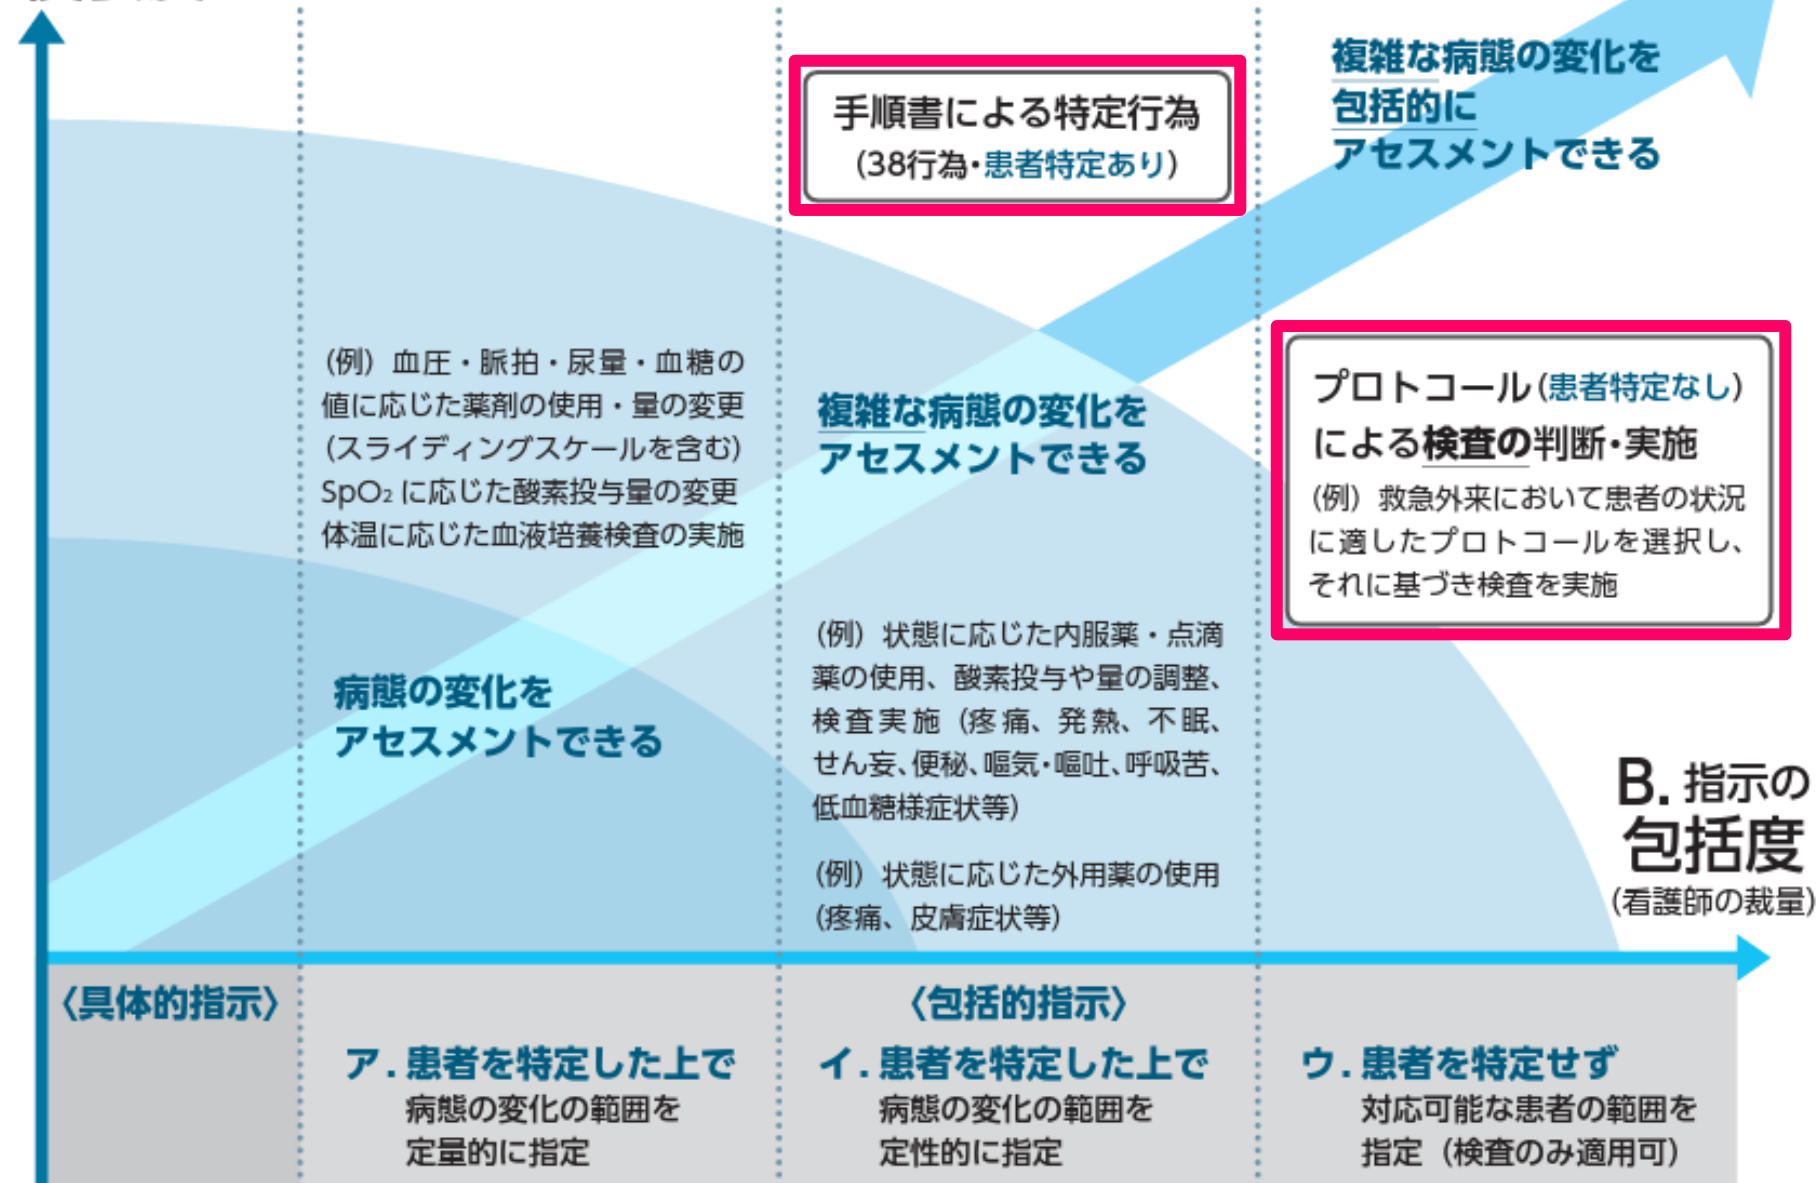 手順書による特定行為
(38行為・患者特定あり)
複雑な病態の変化を
包括的に
アセスメントできる
(例) 血圧・脈拍・尿量・血糖の
値に応じた薬剤の使用・量の変更
(スライディングスケールを含む)
SpO₂ に応じた酸素投与量の変更
体温に応じた血液培養検査の実施
複雑な病態の変化を
アセスメントできる
プロトコール(患者特定なし)
による検査の判断・実施
(例) 救急外来において患者の状況
に適したプロトコールを選択し、
それに基づき検査を実施
病態の変化を
アセスメントできる
(例) 状態に応じた内服薬・点滴
薬の使用、酸素投与や量の調整、
検査実施(疼痛、発熱、不眠、
せん妄、便秘、嘔気・嘔吐、呼吸苦、
低血糖様症状等)
(例) 状態に応じた外用薬の使用
(疼痛、皮膚症状等)
B. 指示の
包括度
(看護師の裁量)
〈具体的指示〉
〈包括的指示〉
ア. 患者を特定した上で
病態の変化の範囲を
定量的に指定
イ. 患者を特定した上で
病態の変化の範囲を
定性的に指定
ウ. 患者を特定せず
対応可能な患者の範囲を
指定(検査のみ適用可)